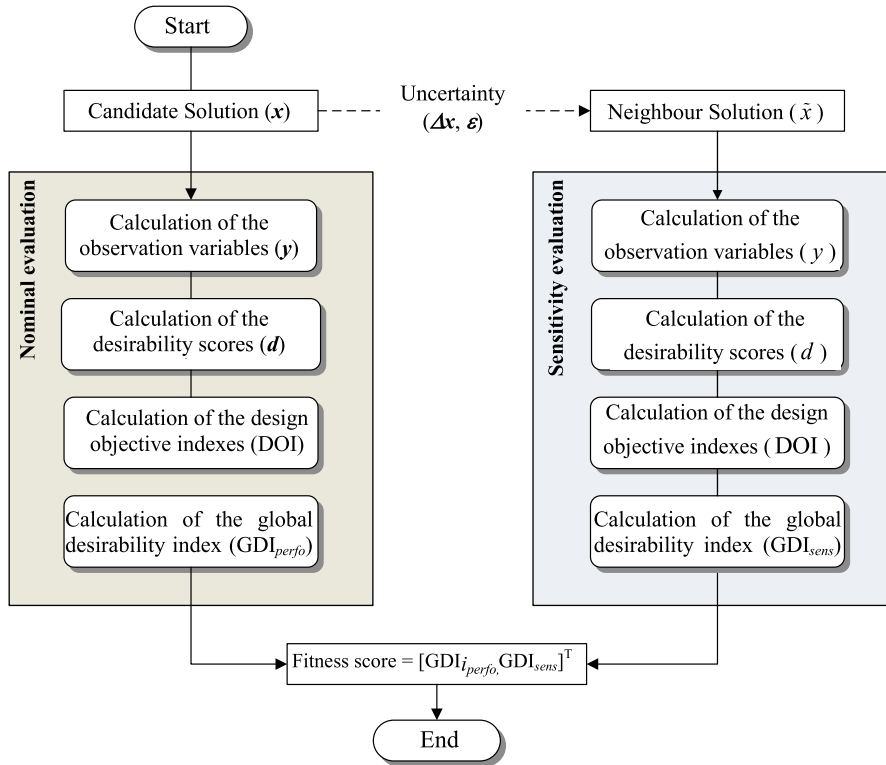 Start
Candidate Solution (x)
Uncertainty
(Δx, ε)
Neighbour Solution ( x̃ )
Nominal evaluation
Calculation of the
observation variables (y)
Calculation of the
desirability scores (d)
Calculation of the design
objective indexes (DOI)
Calculation of the global
desirability index (GDIperfo)
Sensitivity evaluation
Calculation of the
observation variables ( y )
Calculation of the
desirability scores ( d )
Calculation of the design
objective indexes ( DOI )
Calculation of the global
desirability index (GDIsens)
Fitness score = [GDIiperfo,GDIsens]T
End